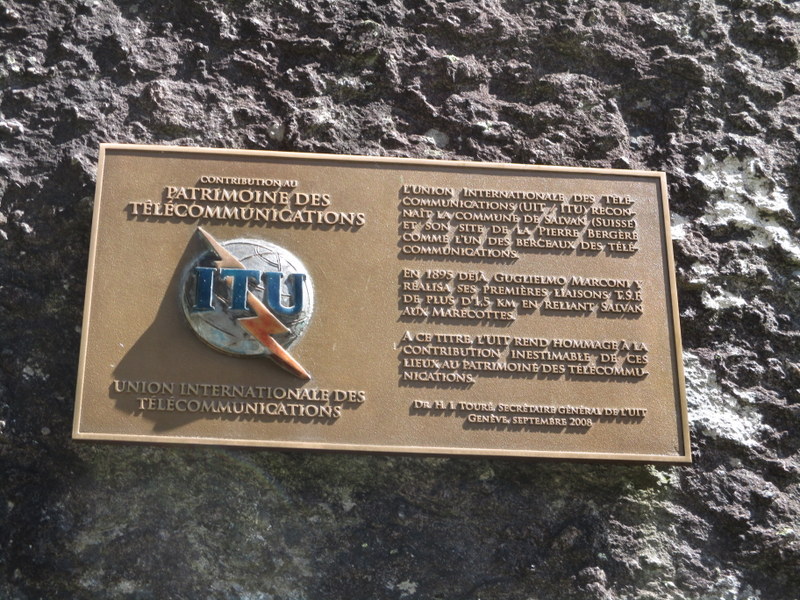 CONTRIBUTION AU
PATRIMOINE DES
TÉLÉCOMMUNICATIONS
ITU
UNION INTERNATIONALE DES
TÉLÉCOMMUNICATIONS
L'UNION INTERNATIONALE DES TÉLÉ-
COMMUNICATIONS (UIT / ITU) RECON-
NAÎT LA COMMUNE DE SALVAN (SUISSE)
ET SON SITE DE LA PIERRE BERGÈRE
COMME L'UN DES BERCEAUX DES TÉLÉ-
COMMUNICATIONS.
EN 1895 DÉJÀ, GUGLIELMO MARCONI Y
RÉALISA SES PREMIÈRES LIAISONS T.S.F.
DE PLUS D'1,5 KM EN RELIANT SALVAN
AUX MARÉCOTTES.
A CE TITRE, L'UIT REND HOMMAGE À LA
CONTRIBUTION INESTIMABLE DE CES
LIEUX AU PATRIMOINE DES TÉLÉCOMMU-
NICATIONS.
DR. H. I. TOURÉ, SECRÉTAIRE GÉNÉRAL DE L'UIT
GENÈVE, SEPTEMBRE 2008